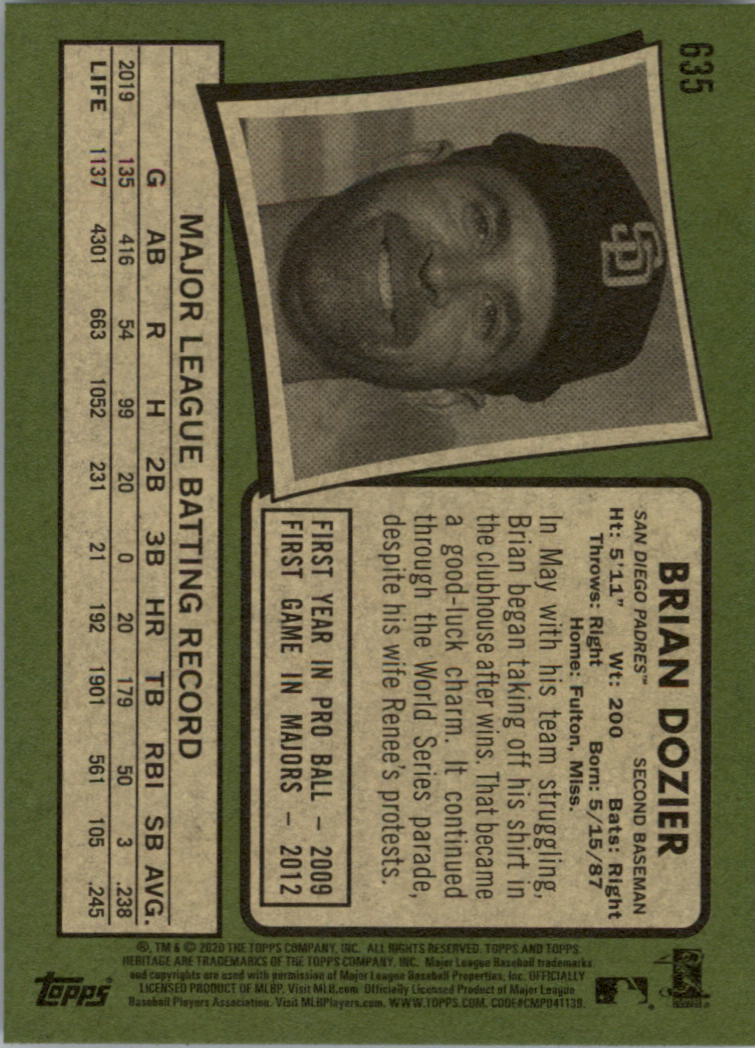 635
BRIAN DOZIER
SAN DIEGO PADRES™ SECOND BASEMAN
Ht: 5'11" Wt: 200 Bats: Right
Throws: Right Born: 5/15/87
Home: Fulton, Miss.
In May with his team struggling,
Brian began taking off his shirt in
the clubhouse after wins. That became
a good-luck charm. It continued
through the World Series parade,
despite his wife Renee's protests.
FIRST YEAR IN PRO BALL – 2009
FIRST GAME IN MAJORS – 2012
SD
MAJOR LEAGUE BATTING RECORD
G AB R H 2B 3B HR TB RBI SB AVG.
2019 135 416 54 99 20 0 20 179 50 3 .238
LIFE 1137 4301 663 1052 231 21 192 1901 561 105 .245
®, TM & © 2020 THE TOPPS COMPANY, INC. ALL RIGHTS RESERVED. TOPPS AND TOPPS
HERITAGE ARE TRADEMARKS OF THE TOPPS COMPANY, INC. Major League Baseball trademarks
and copyrights are used with permission of Major League Baseball Properties, Inc. OFFICIALLY
LICENSED PRODUCT OF MLBP. Visit MLB.com Officially Licensed Product of Major League
Baseball Players Association. Visit MLBPlayers.com. WWW.TOPPS.COM. CODE#CMP041139.
Topps®